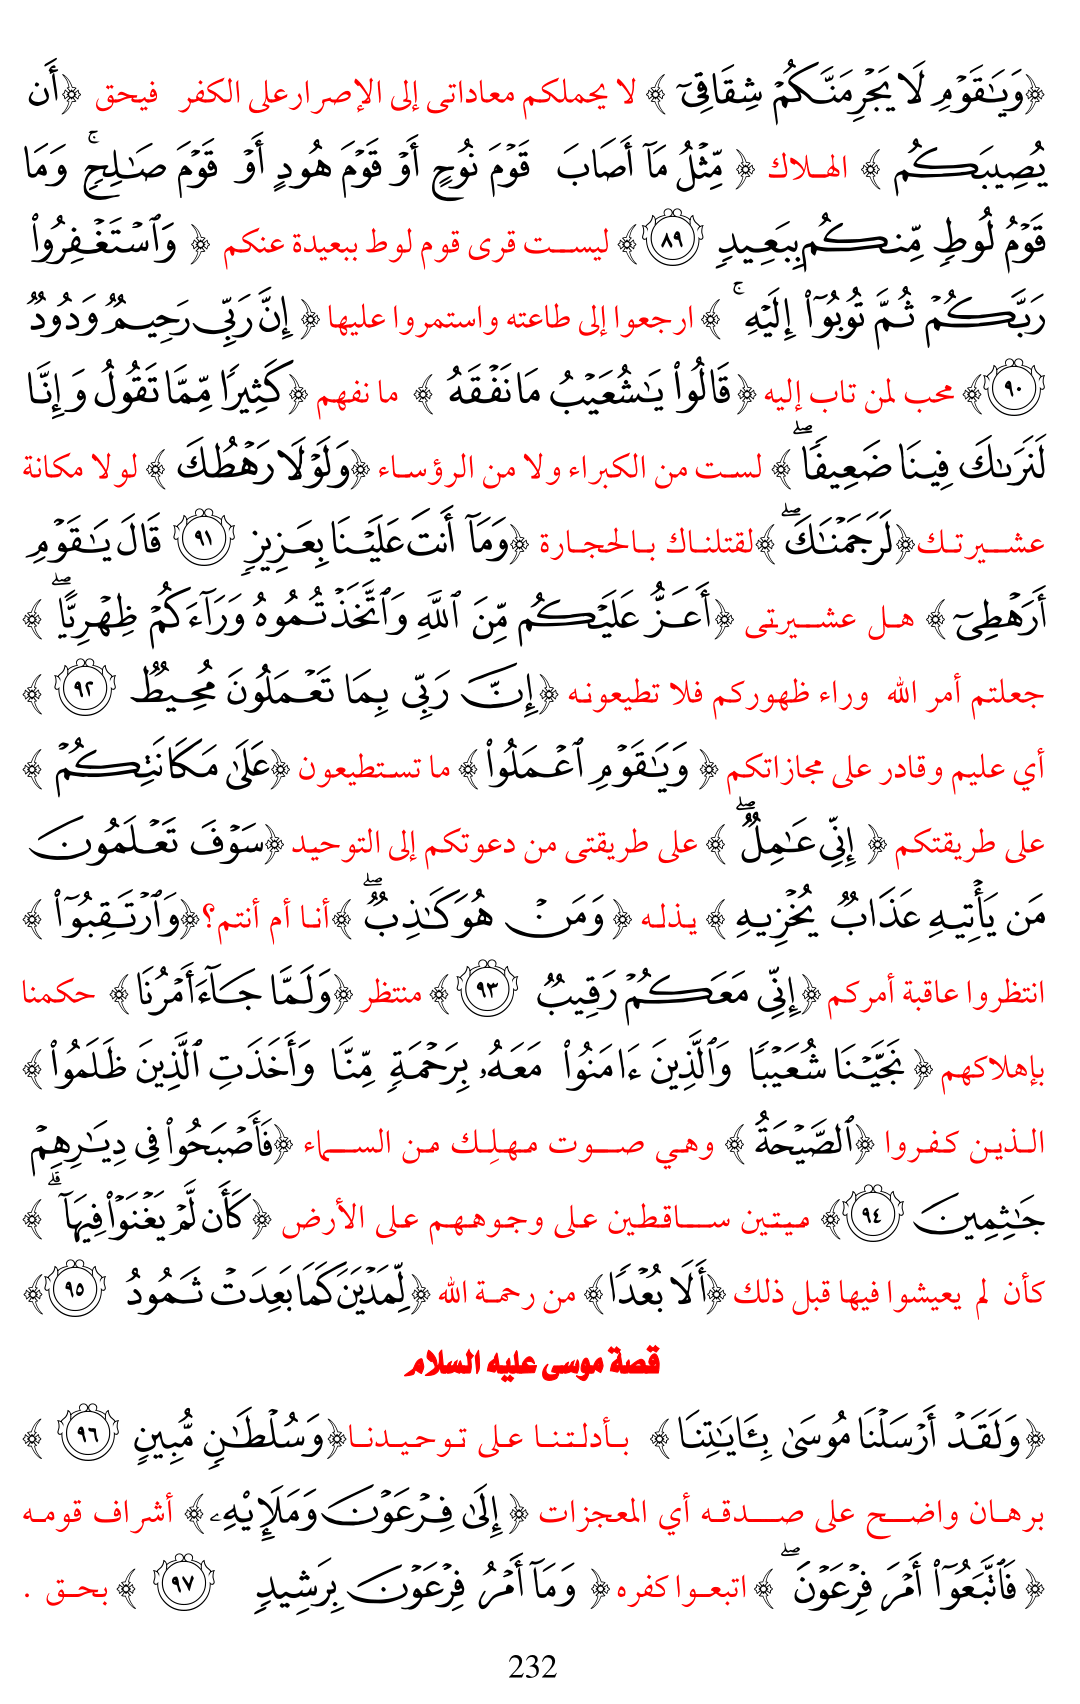 ﴿وَيَٰقَوْمِ لَا يَجْرِمَنَّكُمْ شِقَاقِىٓ ﴾ لا يحملكم معاداتى إلى الإصرار على الكفر فيحق ﴿أَن
يُصِيبَكُم ﴾ الهلاك ﴿ مِّثْلُ مَآ أَصَابَ قَوْمَ نُوحٍ أَوْ قَوْمَ هُودٍ أَوْ قَوْمَ صَٰلِحٍ ۚ وَمَا
قَوْمُ لُوطٍ مِّنكُم بِبَعِيدٍ ٨٩ ﴾ ليست قرى قوم لوط ببعيدة عنكم ﴿ وَٱسْتَغْفِرُوا۟
رَبَّكُمْ ثُمَّ تُوبُوٓا۟ إِلَيْهِ ۚ ﴾ ارجعوا إلى طاعته واستمروا عليها ﴿ إِنَّ رَبِّى رَحِيمٌ وَدُودٌ
٩٠ ﴾ محب لمن تاب إليه ﴿ قَالُوا۟ يَٰشُعَيْبُ مَا نَفْقَهُ ﴾ ما نفهم ﴿كَثِيرًا مِّمَّا تَقُولُ وَإِنَّا
لَنَرَىٰكَ فِينَا ضَعِيفًا ۖ ﴾ لست من الكبراء ولا من الرؤساء ﴿وَلَوْلَا رَهْطُكَ ﴾ لولا مكانة
عشيرتك ﴿لَرَجَمْنَٰكَ ۖ ﴾ لقتلناك بالحجارة ﴿وَمَآ أَنتَ عَلَيْنَا بِعَزِيزٍ ٩١ قَالَ يَٰقَوْمِ
أَرَهْطِىٓ ﴾ هل عشيرتى ﴿أَعَزُّ عَلَيْكُم مِّنَ ٱللَّهِ وَٱتَّخَذْتُمُوهُ وَرَآءَكُمْ ظِهْرِيًّا ۖ ﴾
جعلتم أمر الله وراء ظهوركم فلا تطيعونه ﴿إِنَّ رَبِّى بِمَا تَعْمَلُونَ مُحِيطٌ ٩٢ ﴾
أي عليم وقادر على مجازاتكم ﴿ وَيَٰقَوْمِ ٱعْمَلُوا۟ ﴾ ما تستطيعون ﴿عَلَىٰ مَكَانَتِكُمْ ﴾
على طريقتكم ﴿ إِنِّى عَٰمِلٌ ۖ ﴾ على طريقتى من دعوتكم إلى التوحيد ﴿سَوْفَ تَعْلَمُونَ
مَن يَأْتِيهِ عَذَابٌ يُخْزِيهِ ﴾ يذله ﴿ وَمَنْ هُوَ كَٰذِبٌ ۖ ﴾ أنا أم أنتم؟ ﴿وَٱرْتَقِبُوٓا۟ ﴾
انتظروا عاقبة أمركم ﴿ إِنِّى مَعَكُمْ رَقِيبٌ ٩٣ ﴾ منتظر ﴿وَلَمَّا جَآءَ أَمْرُنَا ﴾ حكمنا
بإهلاكهم ﴿ نَجَّيْنَا شُعَيْبًا وَٱلَّذِينَ ءَامَنُوا۟ مَعَهُۥ بِرَحْمَةٍ مِّنَّا وَأَخَذَتِ ٱلَّذِينَ ظَلَمُوا۟ ﴾
الذين كفروا ﴿ٱلصَّيْحَةُ ﴾ وهي صوت مهلِك من السماء ﴿فَأَصْبَحُوا۟ فِى دِيَٰرِهِمْ
جَٰثِمِينَ ٩٤ ﴾ ميتين ساقطين على وجوههم على الأرض ﴿ كَأَن لَّمْ يَغْنَوْا۟ فِيهَآ ۗ ﴾
كأن لم يعيشوا فيها قبل ذلك ﴿أَلَا بُعْدًا ﴾ من رحمة الله ﴿لِّمَدْيَنَ كَمَا بَعِدَتْ ثَمُودُ ٩٥ ﴾
قصة موسى عليه السلام
﴿ وَلَقَدْ أَرْسَلْنَا مُوسَىٰ بِـَٔايَٰتِنَا ﴾ بأدلتنا على توحيدنا ﴿وَسُلْطَٰنٍ مُّبِينٍ ٩٦ ﴾
برهان واضح على صدقه أي المعجزات ﴿ إِلَىٰ فِرْعَوْنَ وَمَلَإِي۟هِۦ ﴾ أشراف قومه
﴿ فَٱتَّبَعُوٓا۟ أَمْرَ فِرْعَوْنَ ۖ ﴾ اتبعوا كفره ﴿ وَمَآ أَمْرُ فِرْعَوْنَ بِرَشِيدٍ ٩٧ ﴾ بحق .
232